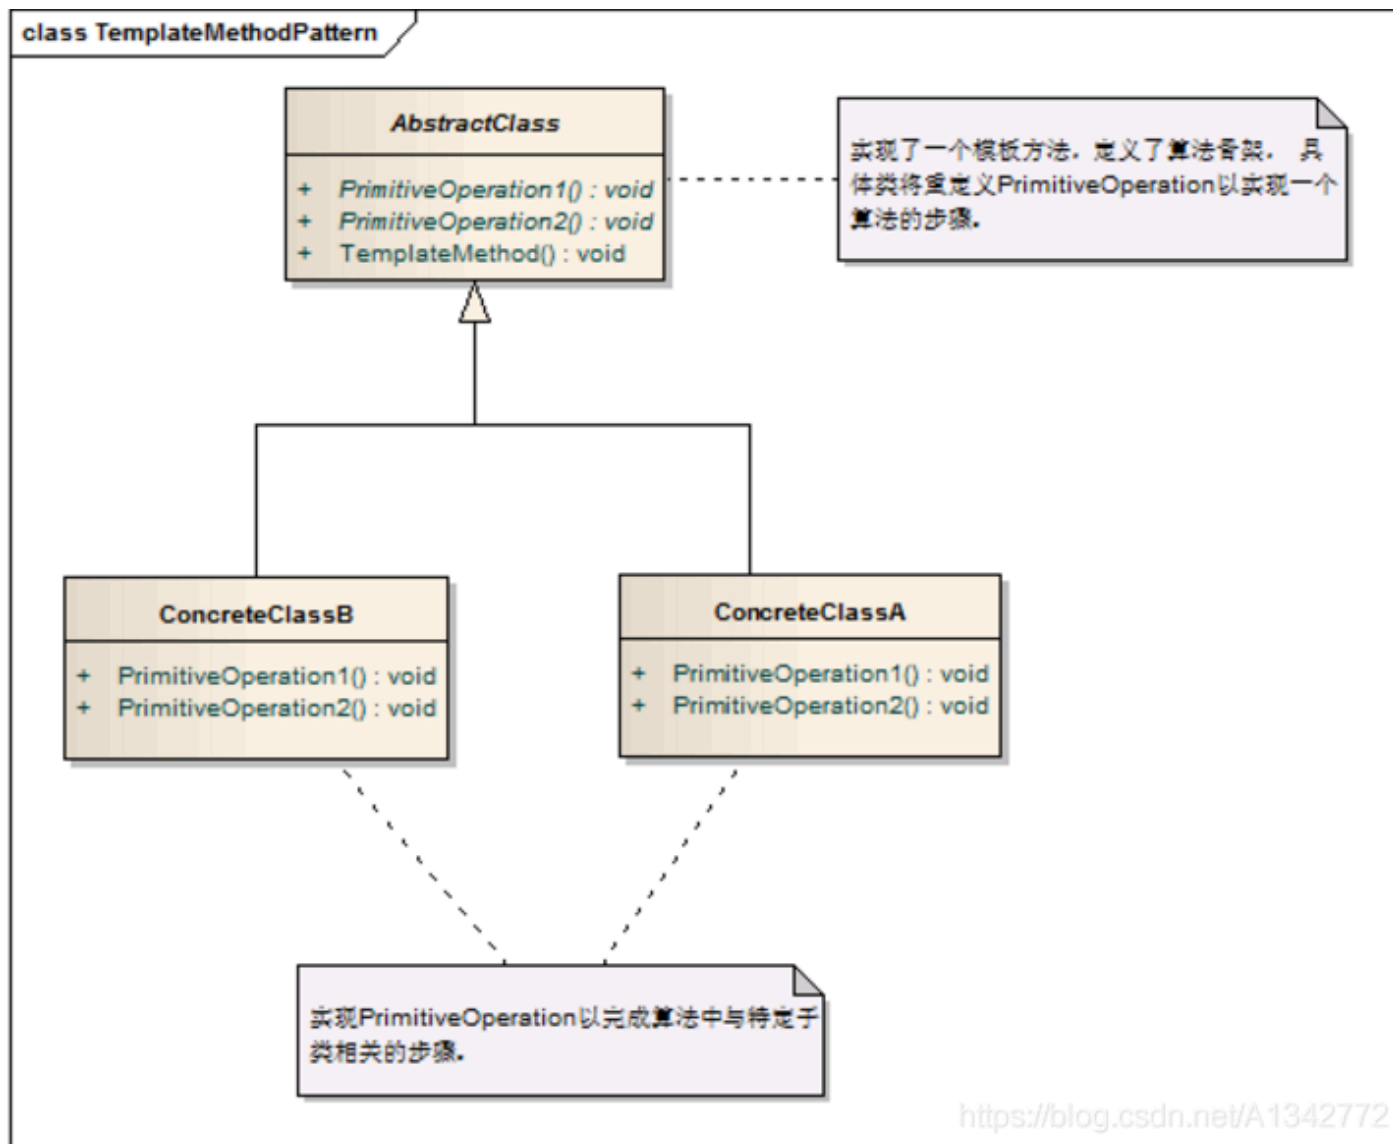 class TemplateMethodPattern
AbstractClass
+ PrimitiveOperation1() : void
+ PrimitiveOperation2() : void
+ TemplateMethod() : void
实现了一个模板方法，定义了算法骨架， 具
体类将重定义PrimitiveOperation以实现一个
算法的步骤。
ConcreteClassB
+ PrimitiveOperation1() : void
+ PrimitiveOperation2() : void
ConcreteClassA
+ PrimitiveOperation1() : void
+ PrimitiveOperation2() : void
实现PrimitiveOperation以完成算法中与特定子
类相关的步骤。
https://blog.csdn.net/A1342772